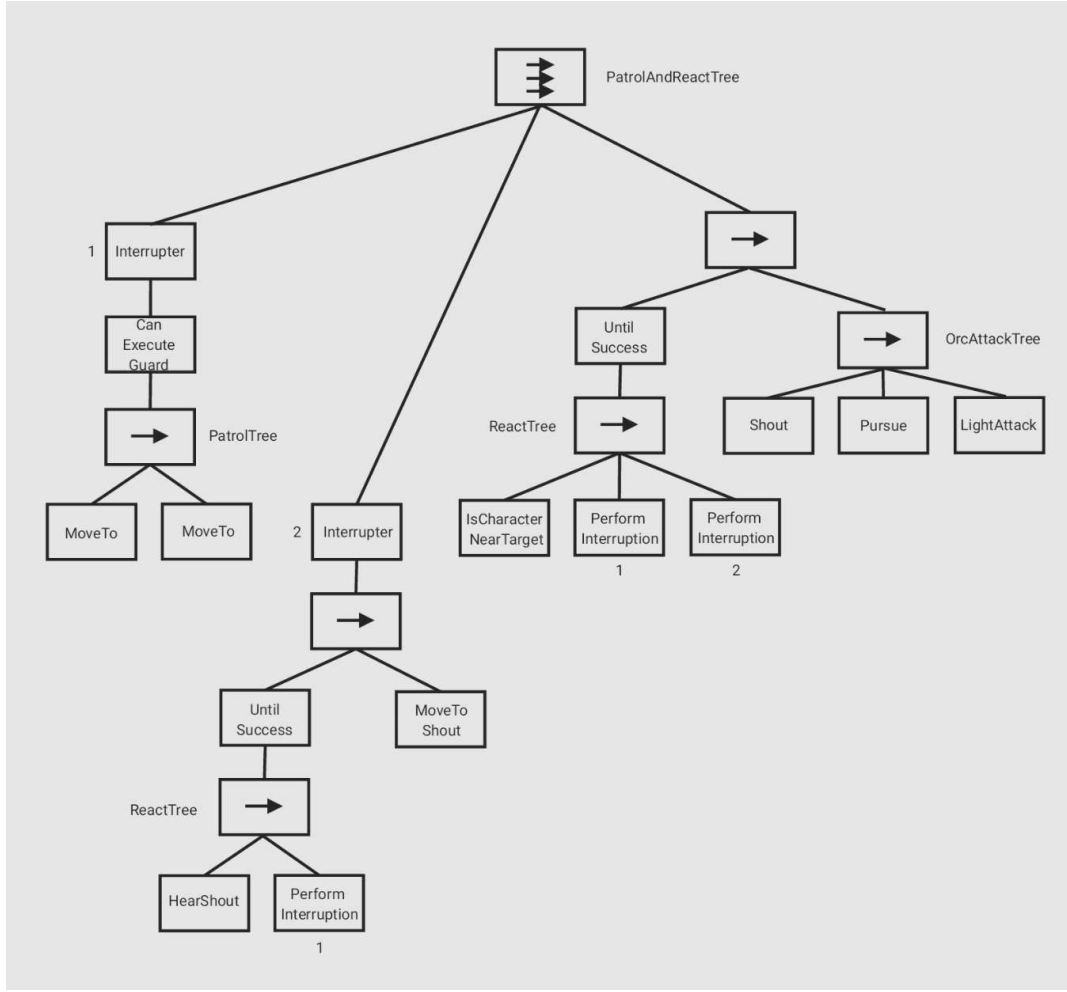 PatrolAndReactTree
1
Interrupter
Can
Execute
Guard
PatrolTree
MoveTo
MoveTo
2
Interrupter
Until
Success
MoveTo
Shout
ReactTree
HearShout
Perform
Interruption
1
Until
Success
ReactTree
IsCharacter
NearTarget
Perform
Interruption
1
Perform
Interruption
2
OrcAttackTree
Shout
Pursue
LightAttack